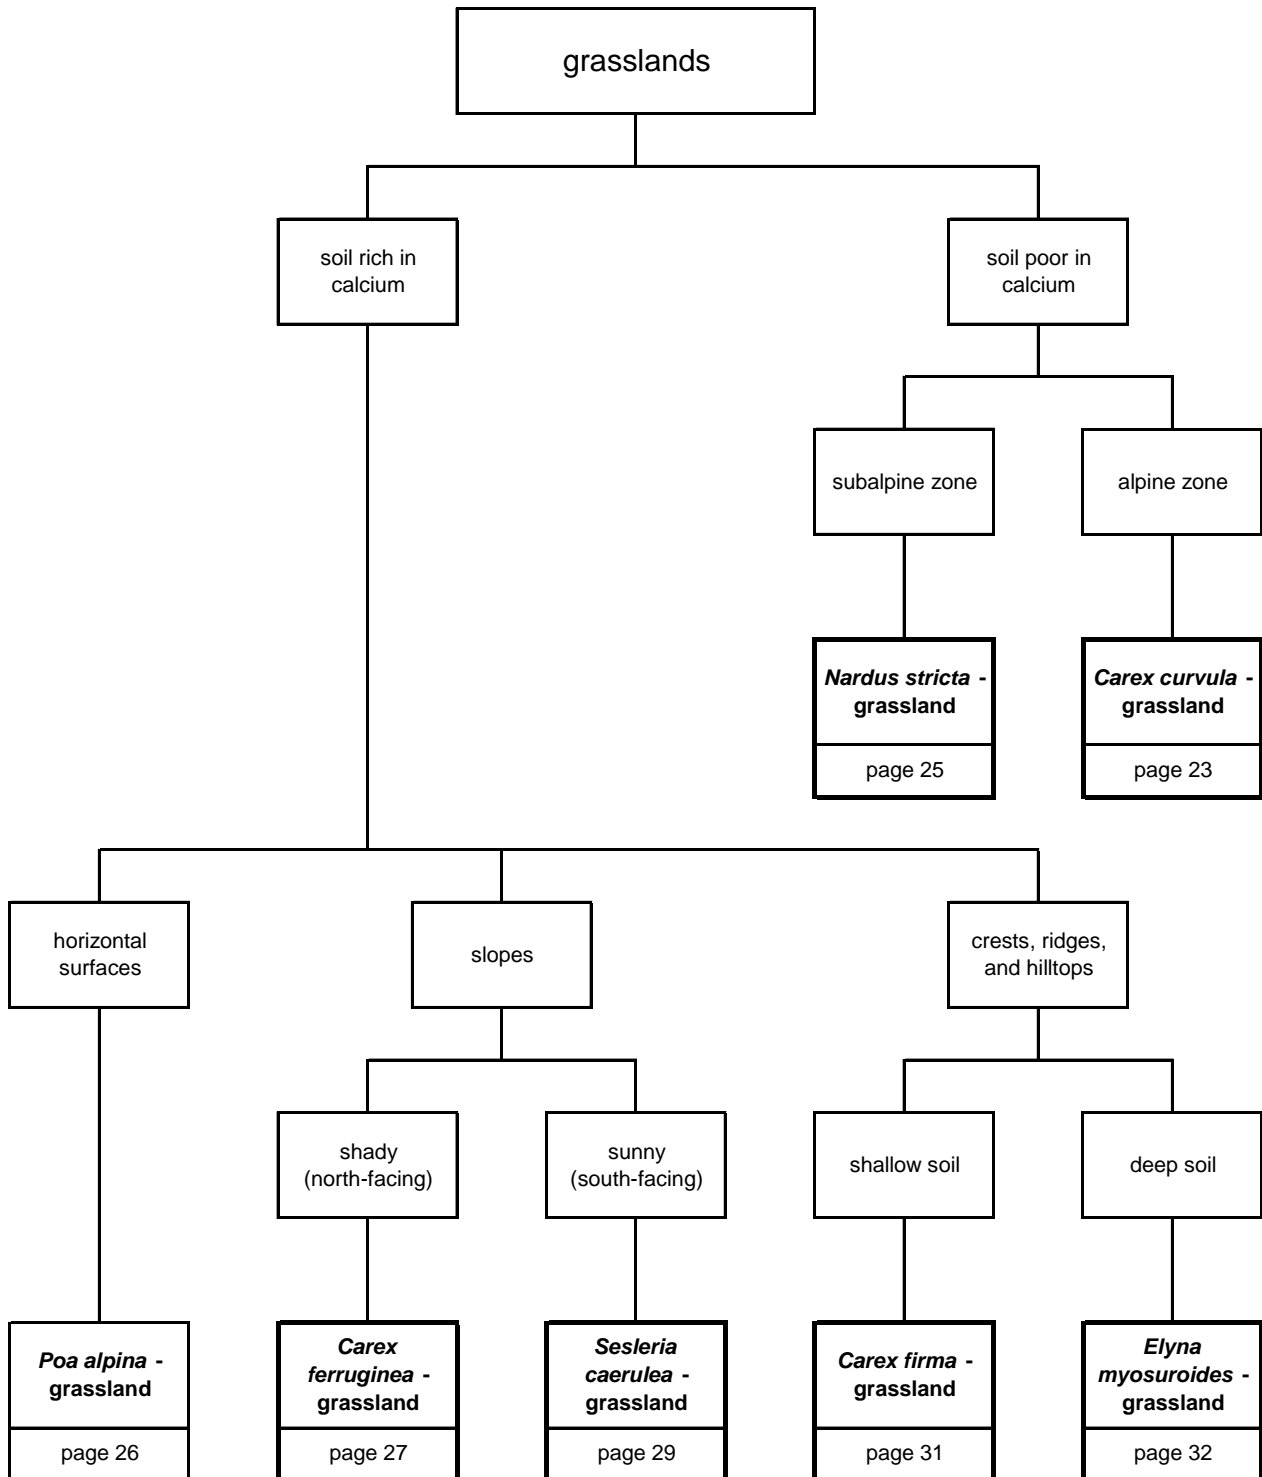 grasslands
soil rich in
calcium
soil poor in
calcium
subalpine zone
alpine zone
Nardus stricta -
grassland
page 25
Carex curvula -
grassland
page 23
horizontal
surfaces
slopes
crests, ridges,
and hilltops
shady
(north-facing)
sunny
(south-facing)
shallow soil
deep soil
Poa alpina -
grassland
page 26
Carex
ferruginea -
grassland
page 27
Sesleria
caerulea -
grassland
page 29
Carex firma -
grassland
page 31
Elyna
myosuroides -
grassland
page 32